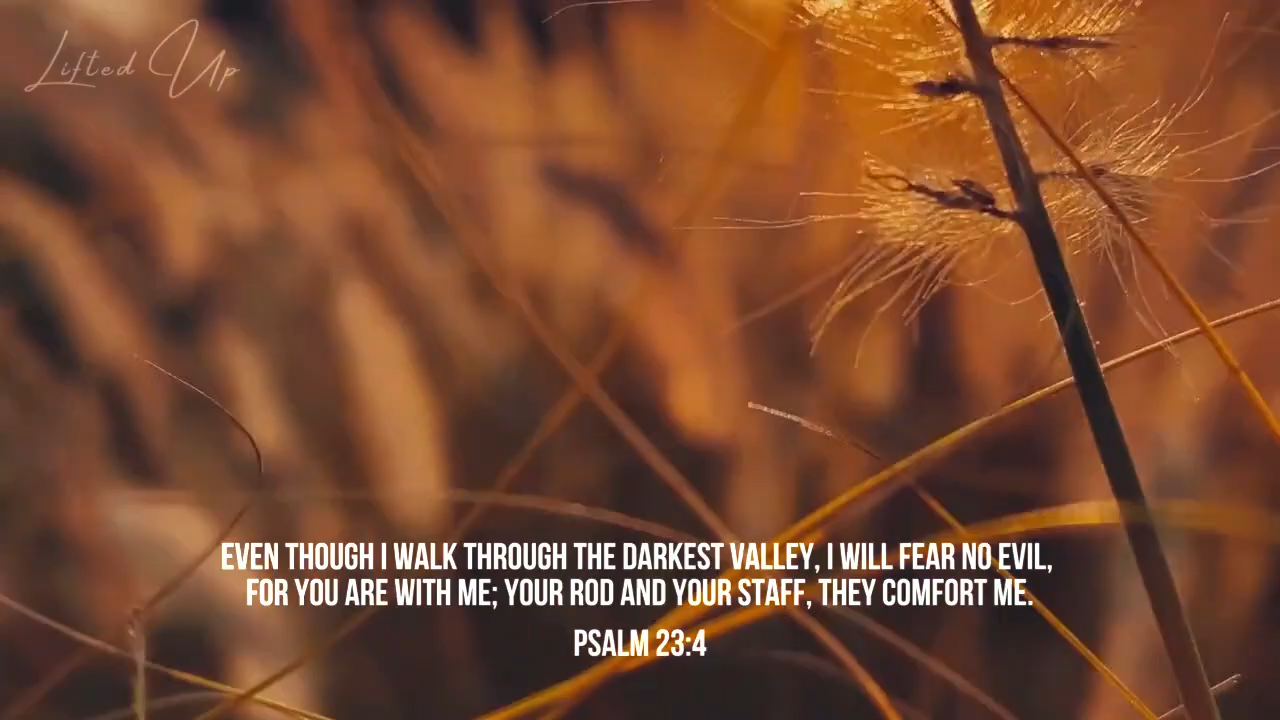 Lifted Up
EVEN THOUGH I WALK THROUGH THE DARKEST VALLEY, I WILL FEAR NO EVIL,
FOR YOU ARE WITH ME; YOUR ROD AND YOUR STAFF, THEY COMFORT ME.
PSALM 23:4